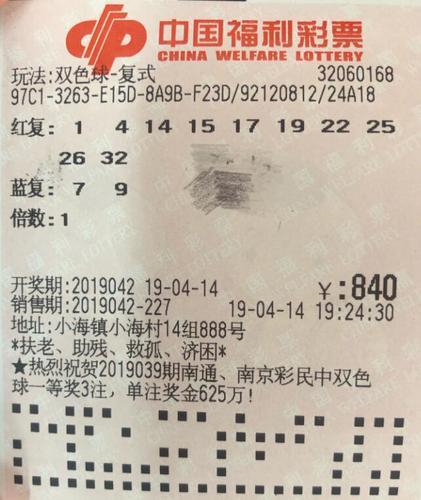 中国福利彩票
CHINA WELFARE LOTTERY
玩法:双色球-复式 32060168
97C1-3263-E15D-8A9B-F23D/92120812/24A18
红复: 1 4 14 15 17 19 22 25
26 32
蓝复: 7 9
倍数:1
开奖期:2019042 19-04-14 ¥:840
销售期:2019042-227 19-04-14 19:24:30
地址:小海镇小海村14组888号
*扶老、助残、救孤、济困*
★热烈祝贺2019039期南通、南京彩民中双色
球一等奖3注，单注奖金625万!